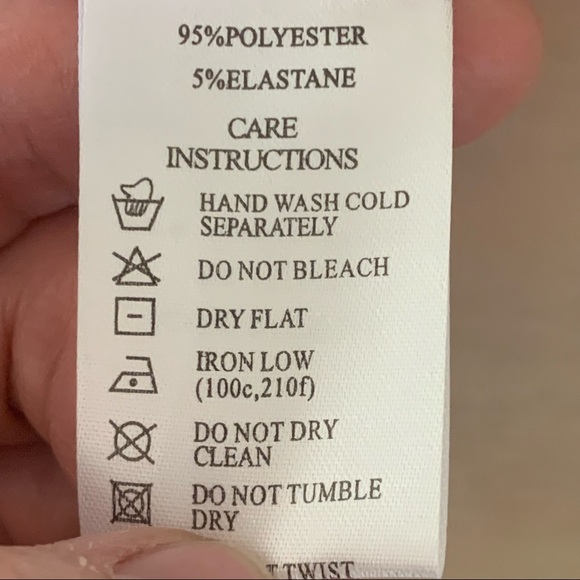 95%POLYESTER
5%ELASTANE
CARE
INSTRUCTIONS
HAND WASH COLD
SEPARATELY
DO NOT BLEACH
DRY FLAT
IRON LOW
(100c,210f)
DO NOT DRY
CLEAN
DO NOT TUMBLE
DRY
T TWIST